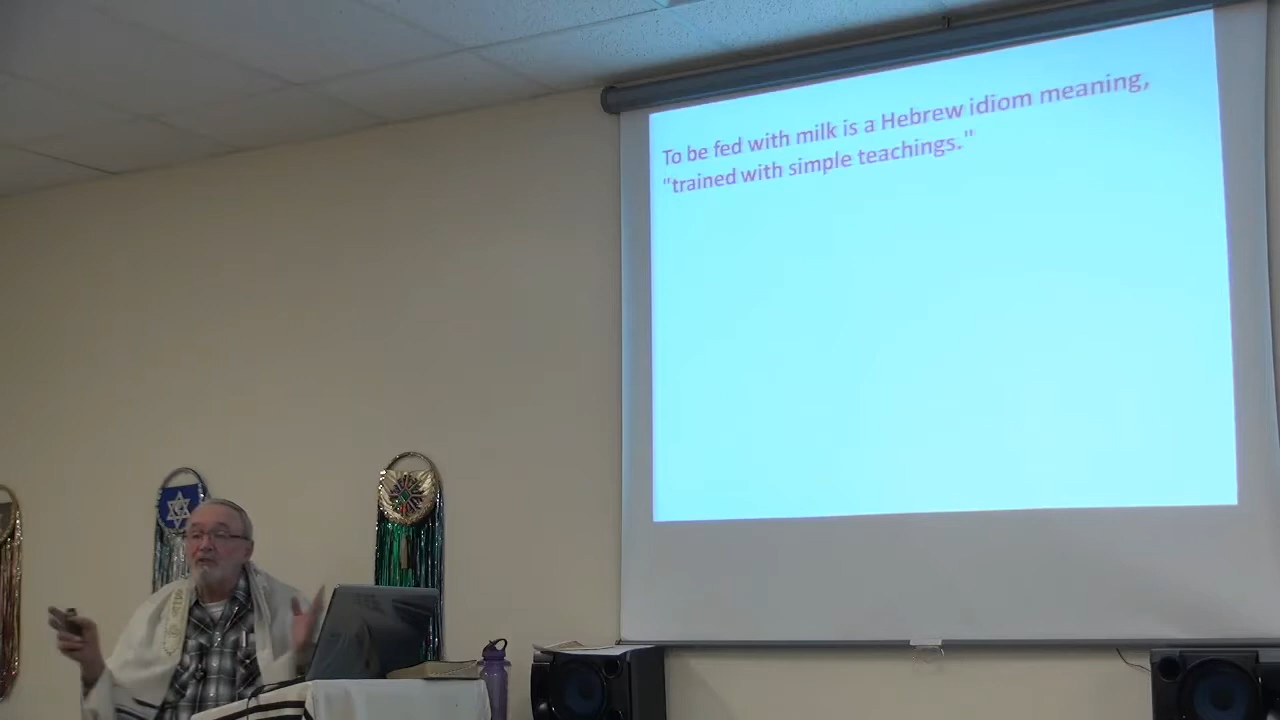 To be fed with milk is a Hebrew idiom meaning,
"trained with simple teachings."